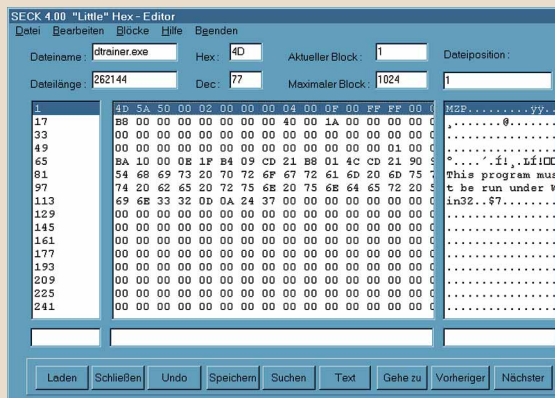 SECK 4.00 "Little" Hex - Editor
Datei Bearbeiten Blöcke Hilfe Beenden
Dateiname: dtrainer.exe Hex: 4D Aktueller Block: 1 Dateiposition:
Dateilänge: 262144 Dec: 77 Maximaler Block: 1024 1
1 4D 5A 50 00 02 00 00 00 04 00 0F 00 FF FF 00 MZP.........ÿÿ..
17 B8 00 00 00 00 00 00 00 40 00 1A 00 00 00 00 ¸.......@.......
33 00 00 00 00 00 00 00 00 00 00 00 00 00 00 00
49 00 00 00 00 00 00 00 00 00 00 00 00 00 01 00
65 BA 10 00 0E 1F B4 09 CD 21 B8 01 4C CD 21 90
81 54 68 69 73 20 70 72 6F 67 72 61 6D 20 6D 75 This program mus
97 74 20 62 65 20 72 75 6E 20 75 6E 64 65 72 20 t be run under W
113 69 6E 33 32 0D 0A 24 37 00 00 00 00 00 00 00 in32..$7........
129 00 00 00 00 00 00 00 00 00 00 00 00 00 00 00
145 00 00 00 00 00 00 00 00 00 00 00 00 00 00 00
161 00 00 00 00 00 00 00 00 00 00 00 00 00 00 00
177 00 00 00 00 00 00 00 00 00 00 00 00 00 00 00
193 00 00 00 00 00 00 00 00 00 00 00 00 00 00 00
209 00 00 00 00 00 00 00 00 00 00 00 00 00 00 00
225 00 00 00 00 00 00 00 00 00 00 00 00 00 00 00
241 00 00 00 00 00 00 00 00 00 00 00 00 00 00 00
Laden Schließen Undo Speichern Suchen Text Gehe zu Vorheriger Nächster